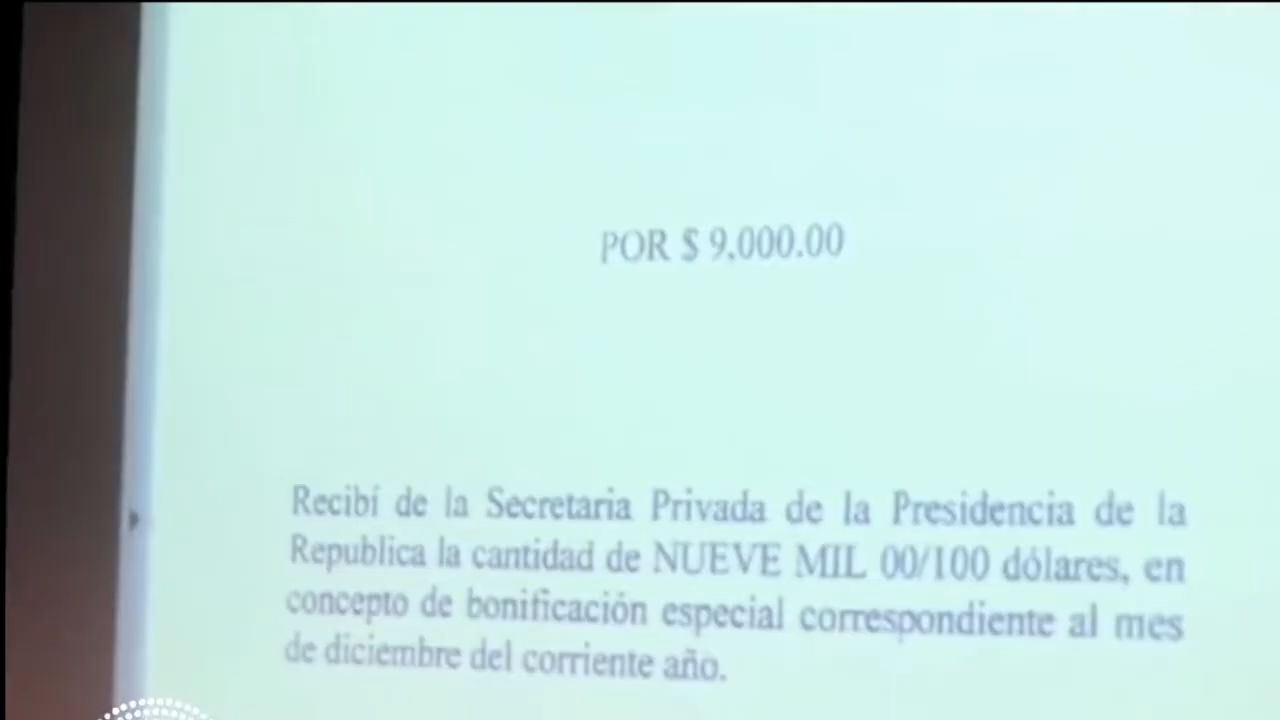 POR $ 9,000.00
Recibí de la Secretaria Privada de la Presidencia de la
Republica la cantidad de NUEVE MIL 00/100 dólares, en
concepto de bonificación especial correspondiente al mes
de diciembre del corriente año.